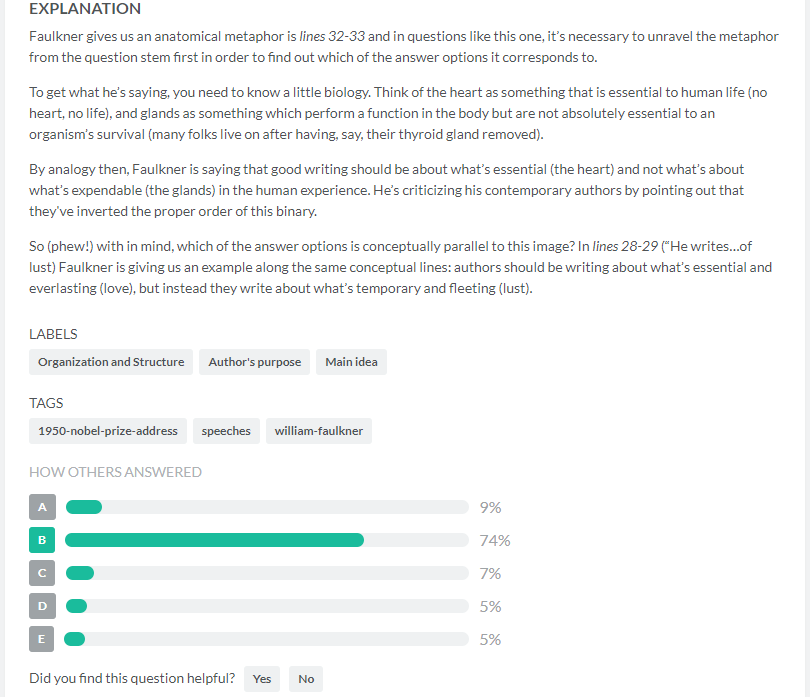 EXPLANATION
Faulkner gives us an anatomical metaphor is lines 32-33 and in questions like this one, it's necessary to unravel the metaphor
from the question stem first in order to find out which of the answer options it corresponds to.
To get what he's saying, you need to know a little biology. Think of the heart as something that is essential to human life (no
heart, no life), and glands as something which perform a function in the body but are not absolutely essential to an
organism's survival (many folks live on after having, say, their thyroid gland removed).
By analogy then, Faulkner is saying that good writing should be about what's essential (the heart) and not what's about
what's expendable (the glands) in the human experience. He's criticizing his contemporary authors by pointing out that
they've inverted the proper order of this binary.
So (phew!) with in mind, which of the answer options is conceptually parallel to this image? In lines 28-29 ("He writes...of
lust) Faulkner is giving us an example along the same conceptual lines: authors should be writing about what's essential and
everlasting (love), but instead they write about what's temporary and fleeting (lust).
LABELS
Organization and Structure Author's purpose Main idea
TAGS
1950-nobel-prize-address speeches william-faulkner
HOW OTHERS ANSWERED
A 9%
B 74%
C 7%
D 5%
E 5%
Did you find this question helpful? Yes No